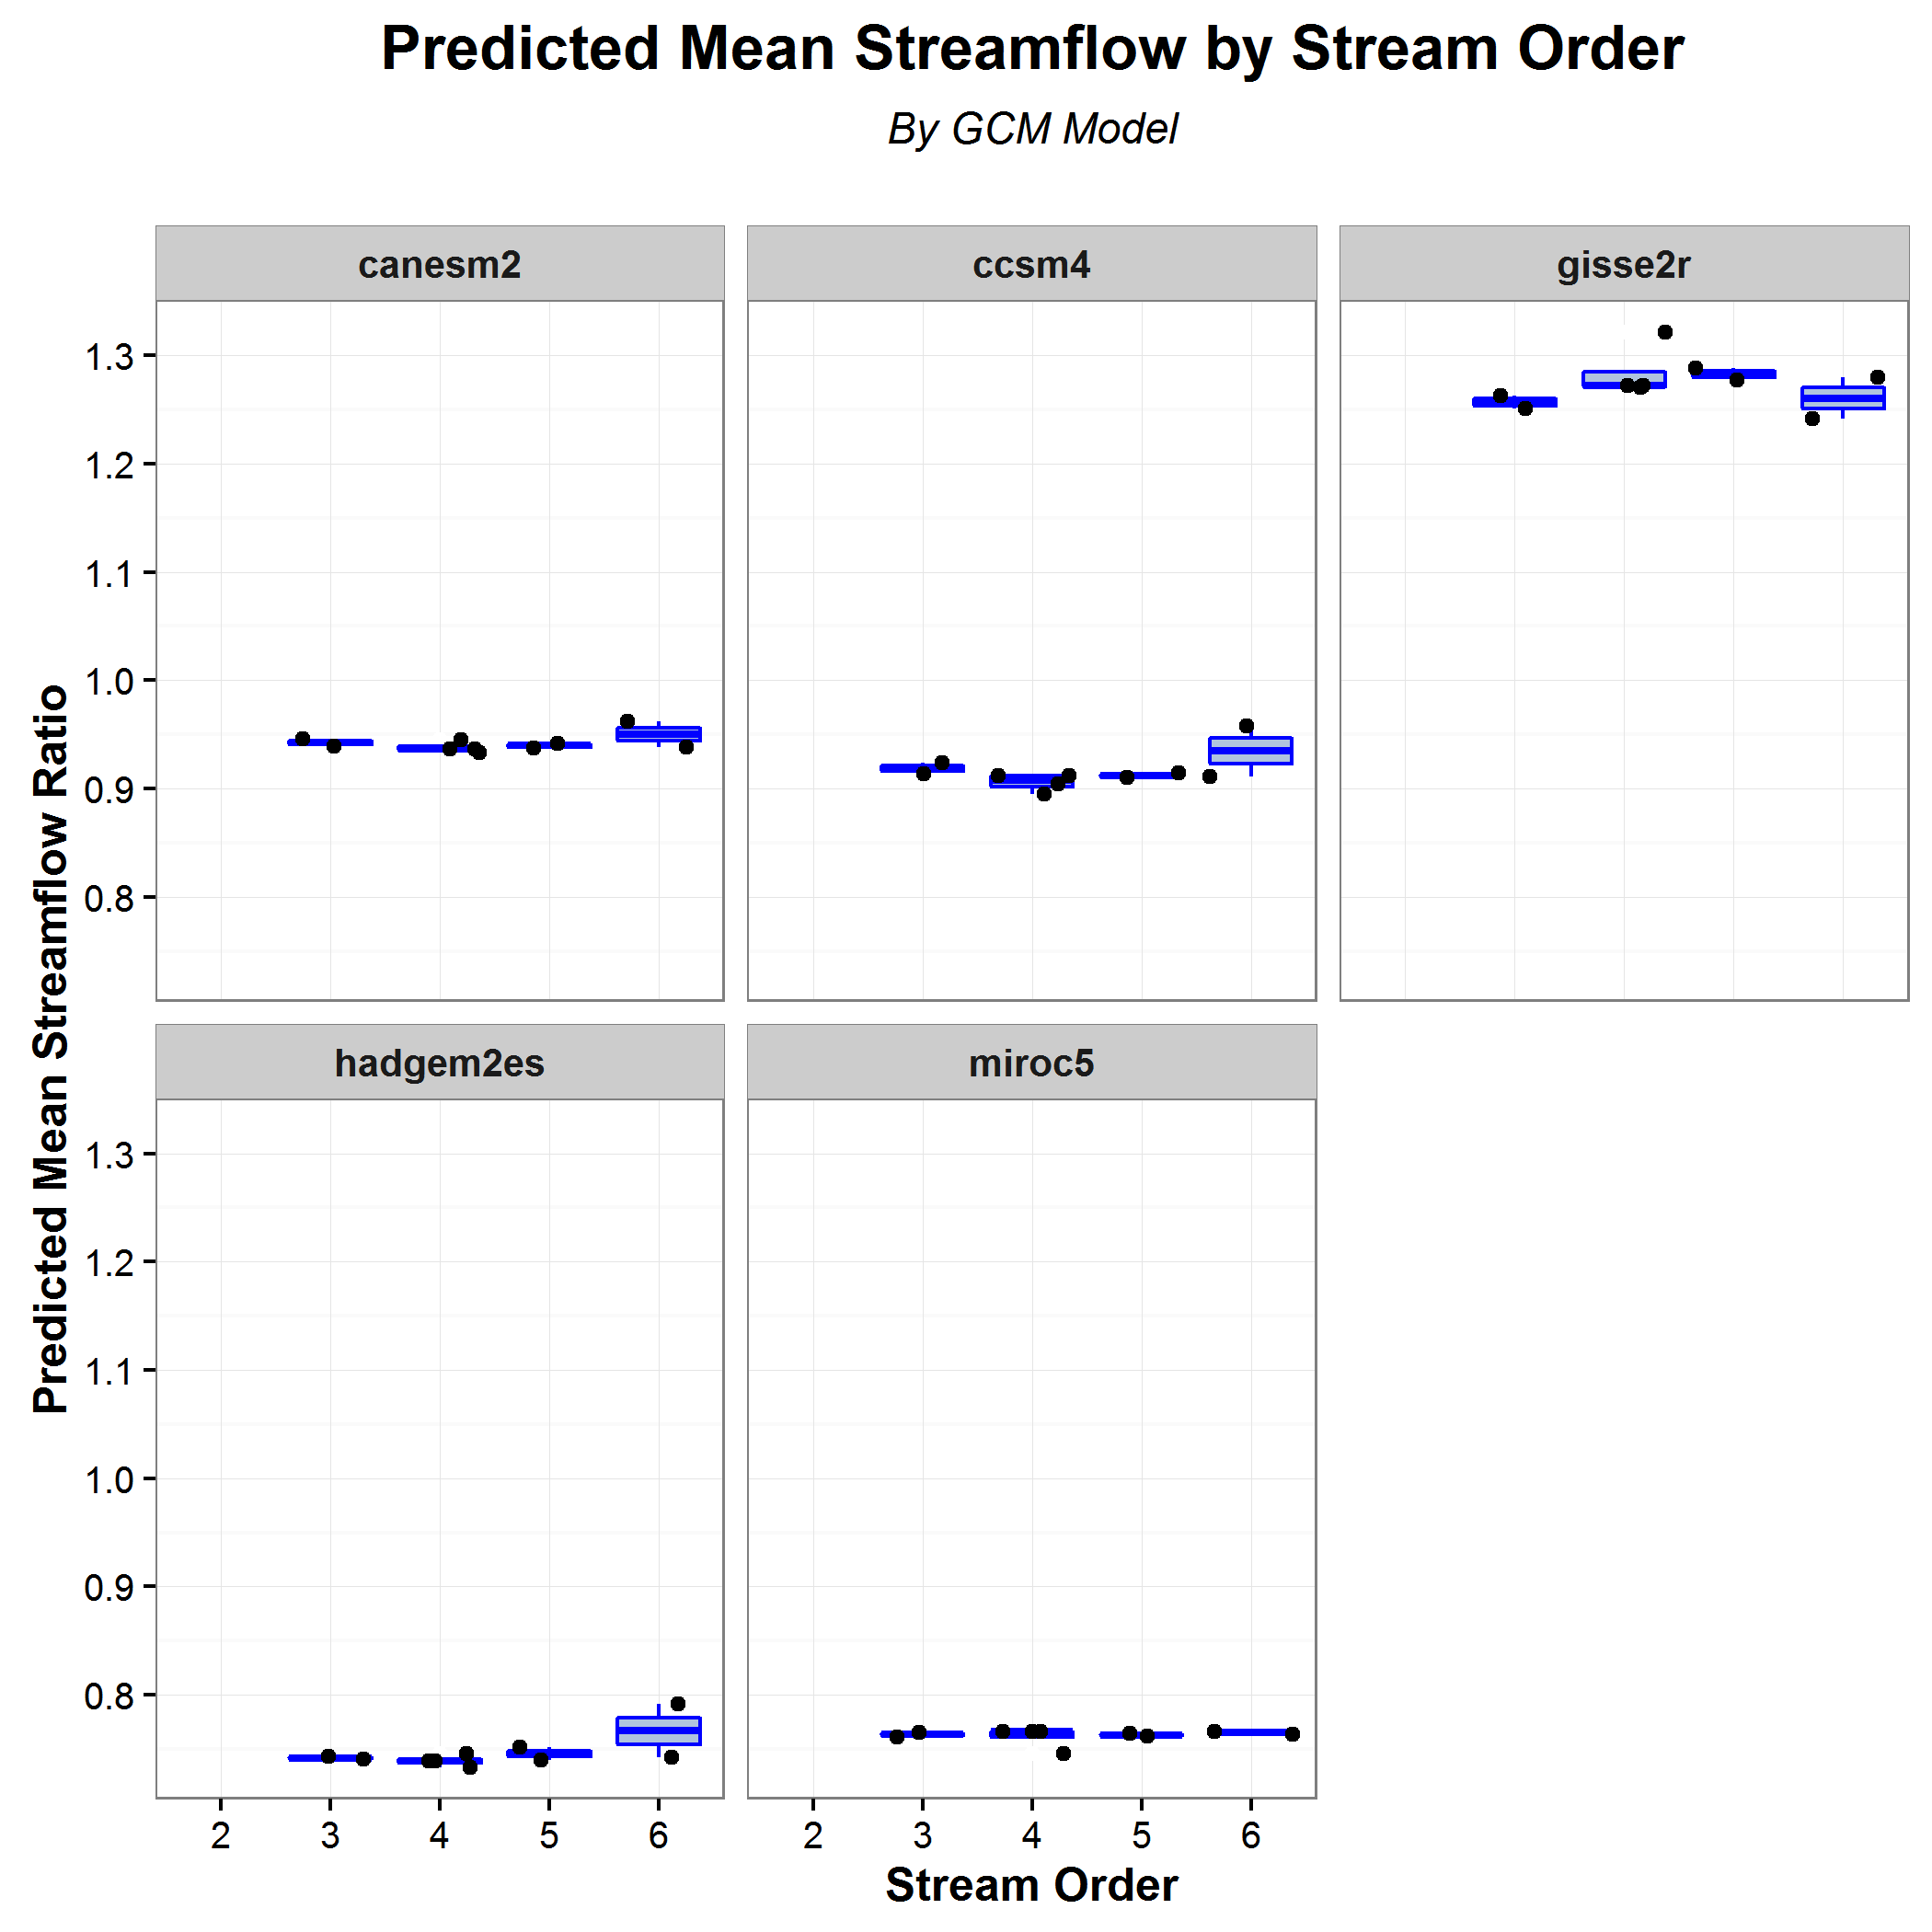 Predicted Mean Streamflow by Stream Order
By GCM Model
canesm2
ccsm4
gisse2r
1.3
1.2
1.1
1.0
0.9
0.8
Predicted Mean Streamflow Ratio
hadgem2es
miroc5
1.3
1.2
1.1
1.0
0.9
0.8
2 3 4 5 6
2 3 4 5 6
Stream Order